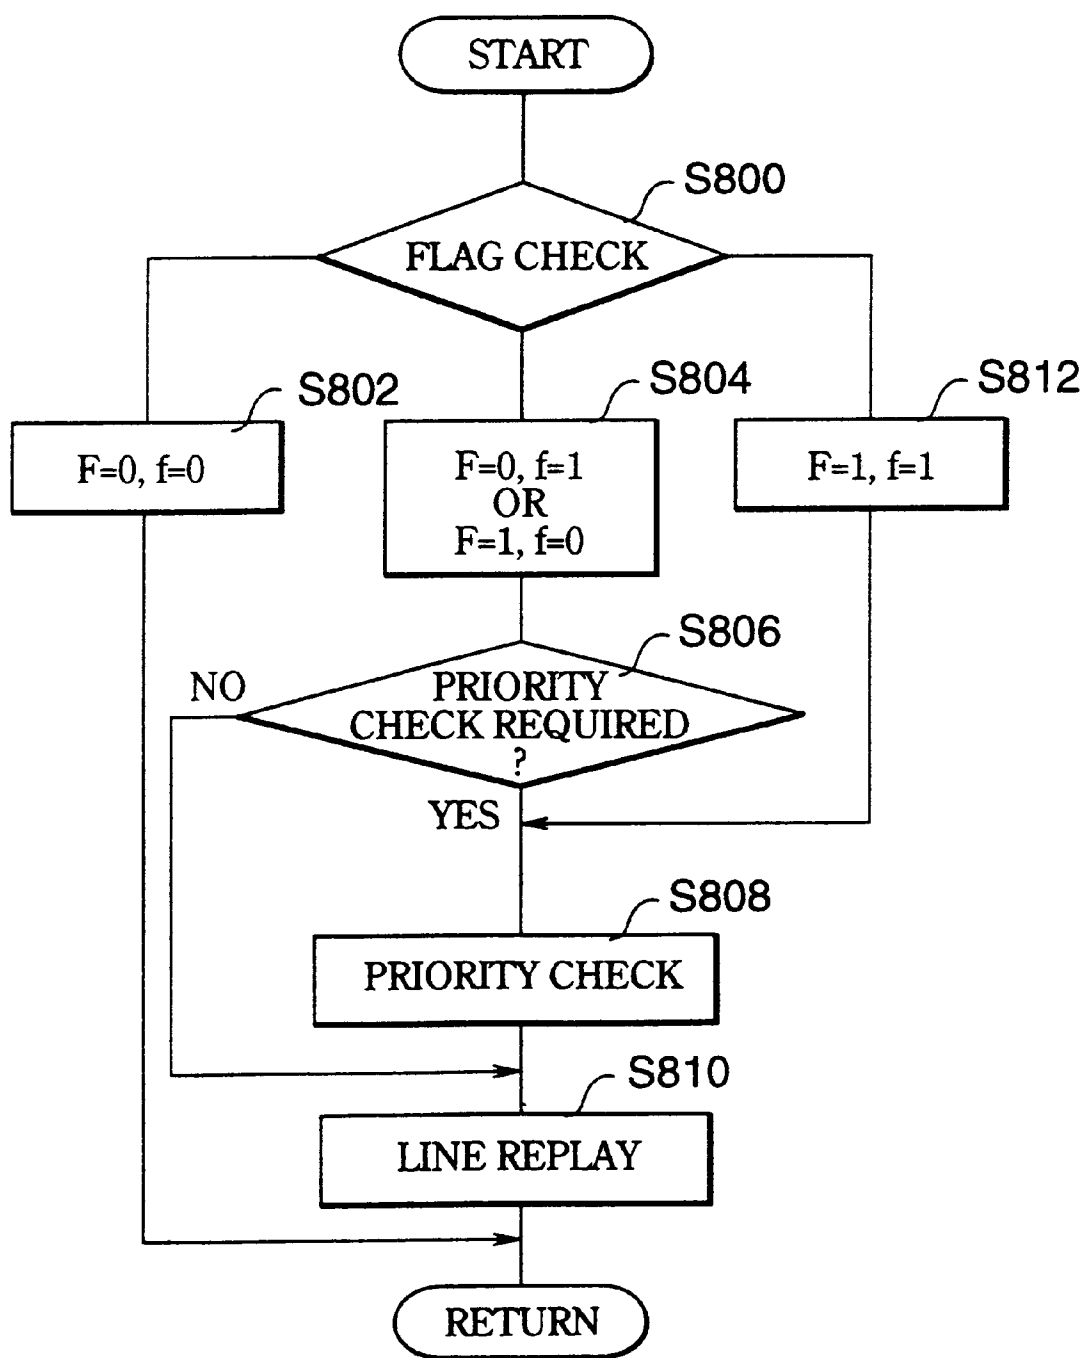 START
S800
FLAG CHECK
S802
S804
S812
F=0, f=0
F=0, f=1
OR
F=1, f=0
F=1, f=1
S806
NO
PRIORITY
CHECK REQUIRED
?
YES
S808
PRIORITY CHECK
S810
LINE REPLAY
RETURN